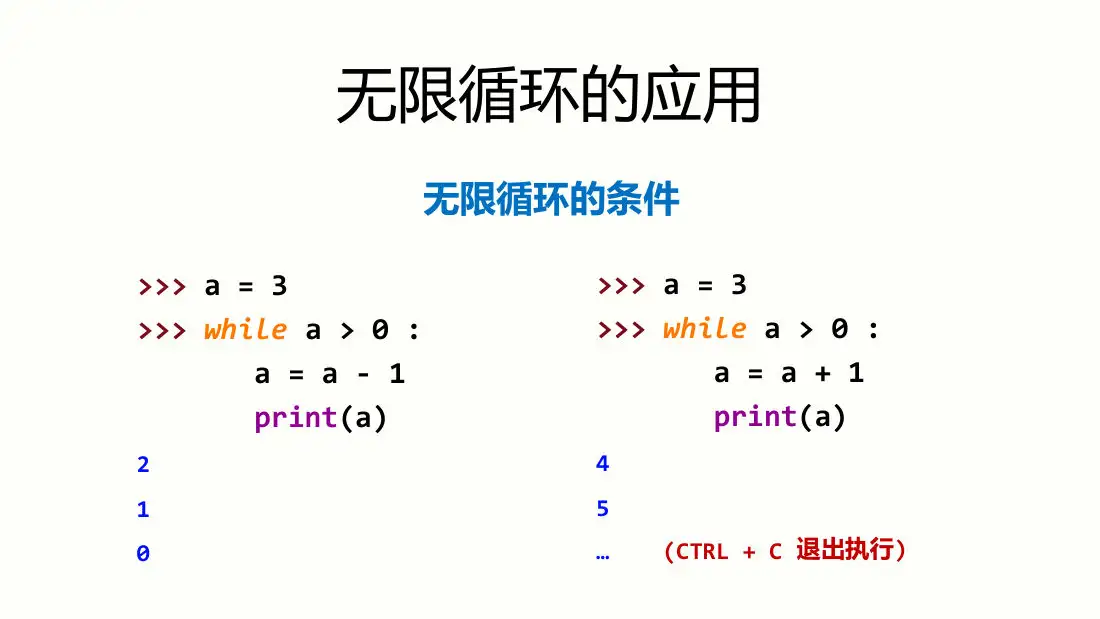 无限循环的应用
无限循环的条件
>>> a = 3
>>> while a > 0 :
a = a - 1
print(a)
2
1
0
>>> a = 3
>>> while a > 0 :
a = a + 1
print(a)
4
5
… (CTRL + C 退出执行)